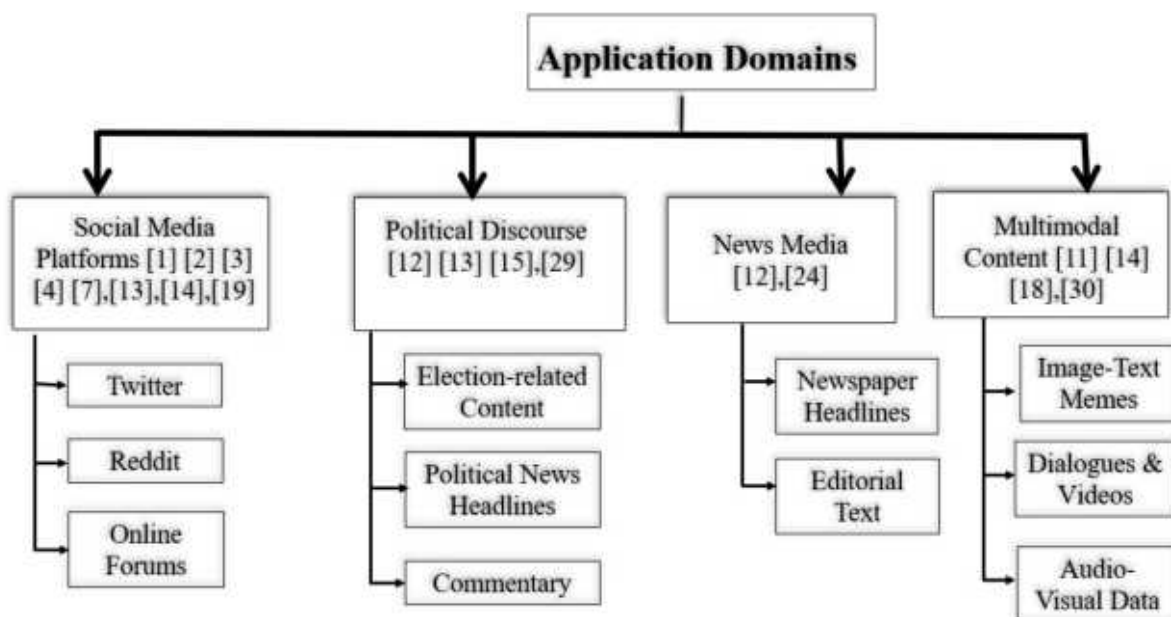 Application Domains
Social Media
Platforms [1] [2] [3]
[4] [7],[13],[14],[19]
Twitter
Reddit
Online
Forums
Political Discourse
[12] [13] [15],[29]
Election-related
Content
Political News
Headlines
Commentary
News Media
[12],[24]
Newspaper
Headlines
Editorial
Text
Multimodal
Content [11] [14]
[18],[30]
Image-Text
Memes
Dialogues &
Videos
Audio-
Visual Data